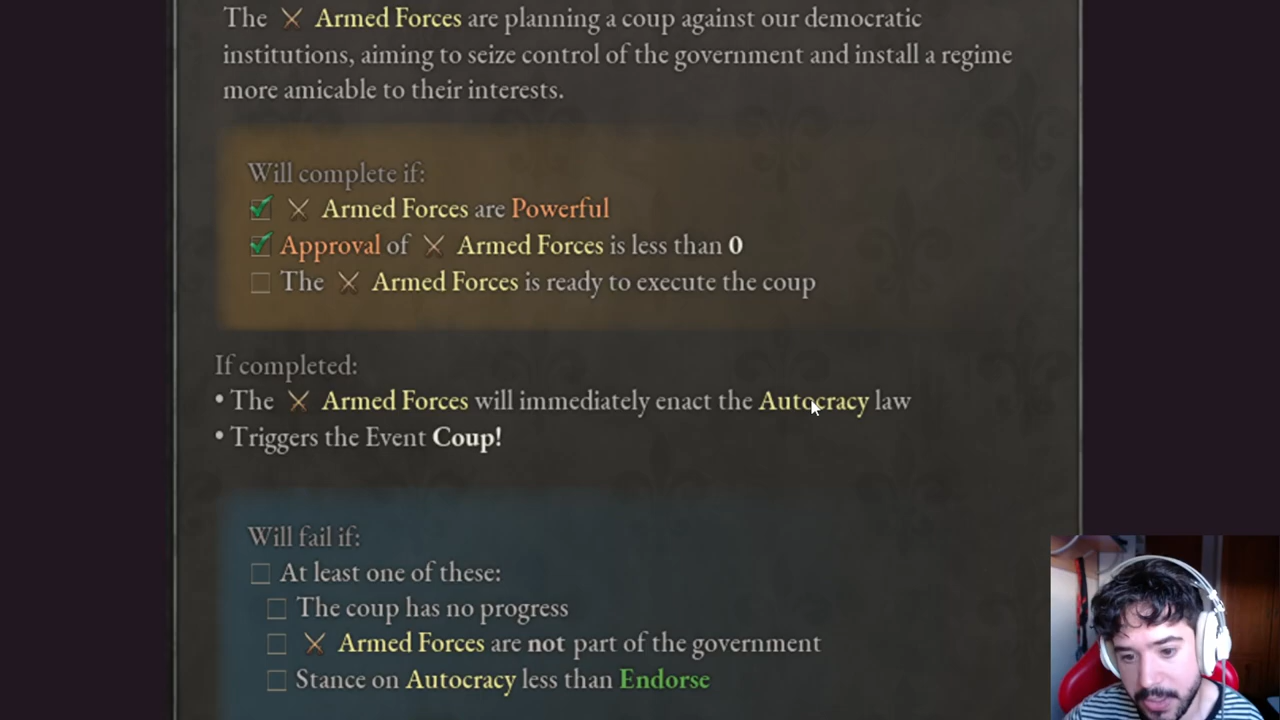 The Armed Forces are planning a coup against our democratic
institutions, aiming to seize control of the government and install a regime
more amicable to their interests.
Will complete if:
Armed Forces are Powerful
Approval of Armed Forces is less than 0
The Armed Forces is ready to execute the coup
If completed:
• The Armed Forces will immediately enact the Autocracy law
• Triggers the Event Coup!
Will fail if:
At least one of these:
The coup has no progress
Armed Forces are not part of the government
Stance on Autocracy less than Endorse